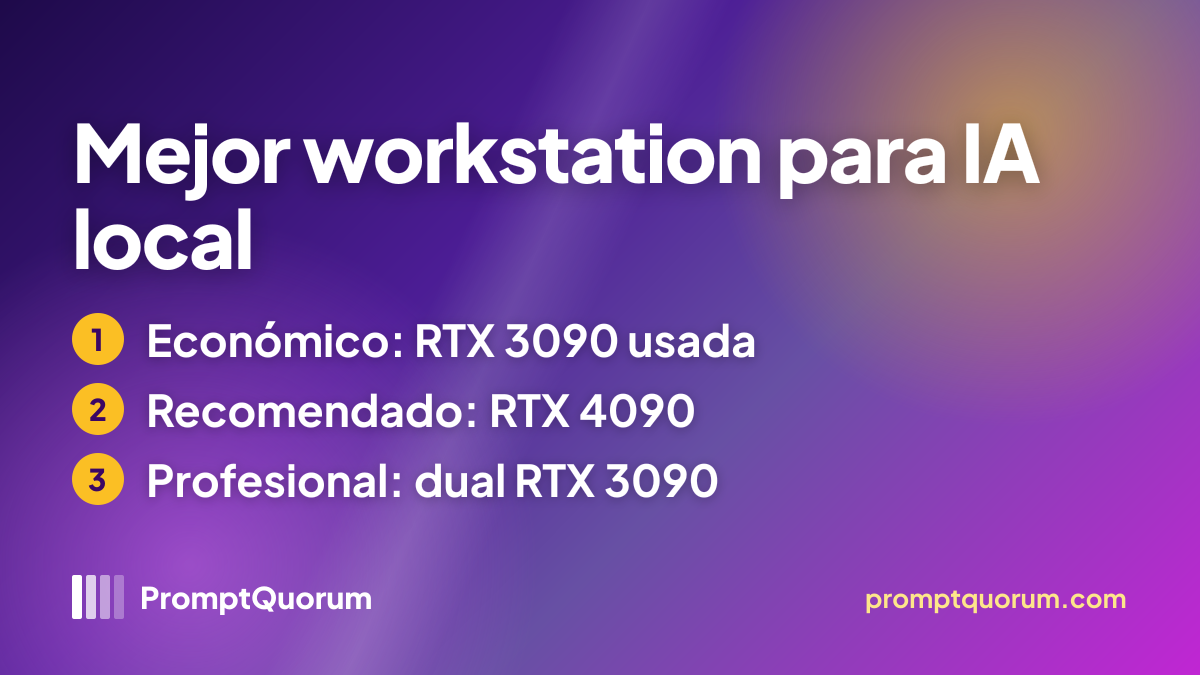 Mejor workstation para IA
local
1 Económico: RTX 3090 usada
2 Recomendado: RTX 4090
3 Profesional: dual RTX 3090
PromptQuorum
promptquorum.com